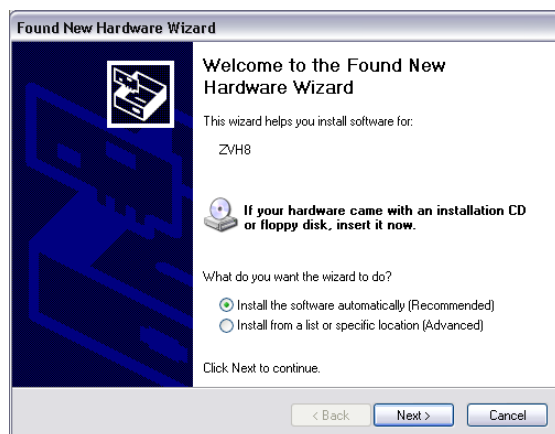 Found New Hardware Wizard
Welcome to the Found New
Hardware Wizard
This wizard helps you install software for:
ZVH8
If your hardware came with an installation CD
or floppy disk, insert it now.
What do you want the wizard to do?
Install the software automatically (Recommended)
Install from a list or specific location (Advanced)
Click Next to continue.
< Back
Next >
Cancel